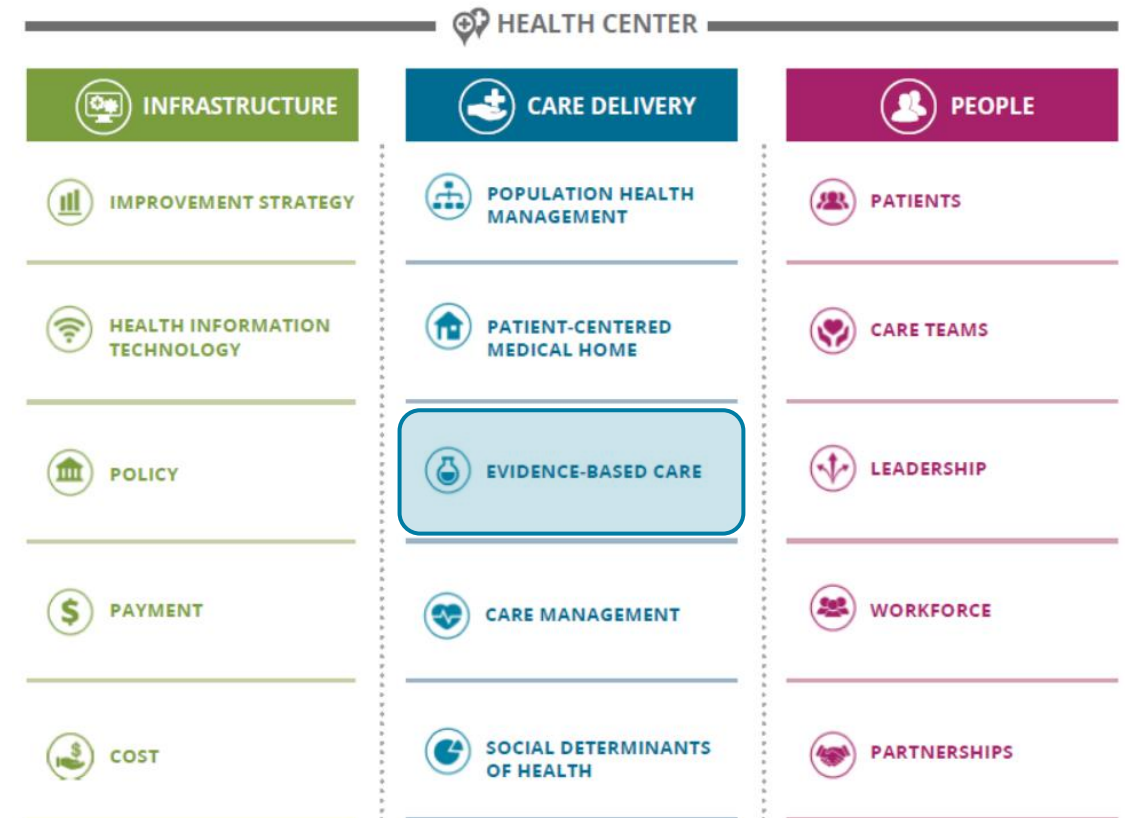 HEALTH CENTER
INFRASTRUCTURE
IMPROVEMENT STRATEGY
HEALTH INFORMATION
TECHNOLOGY
POLICY
$
PAYMENT
$
COST
CARE DELIVERY
POPULATION HEALTH
MANAGEMENT
PATIENT-CENTERED
MEDICAL HOME
EVIDENCE-BASED CARE
CARE MANAGEMENT
SOCIAL DETERMINANTS
OF HEALTH
PEOPLE
PATIENTS
CARE TEAMS
LEADERSHIP
WORKFORCE
PARTNERSHIPS